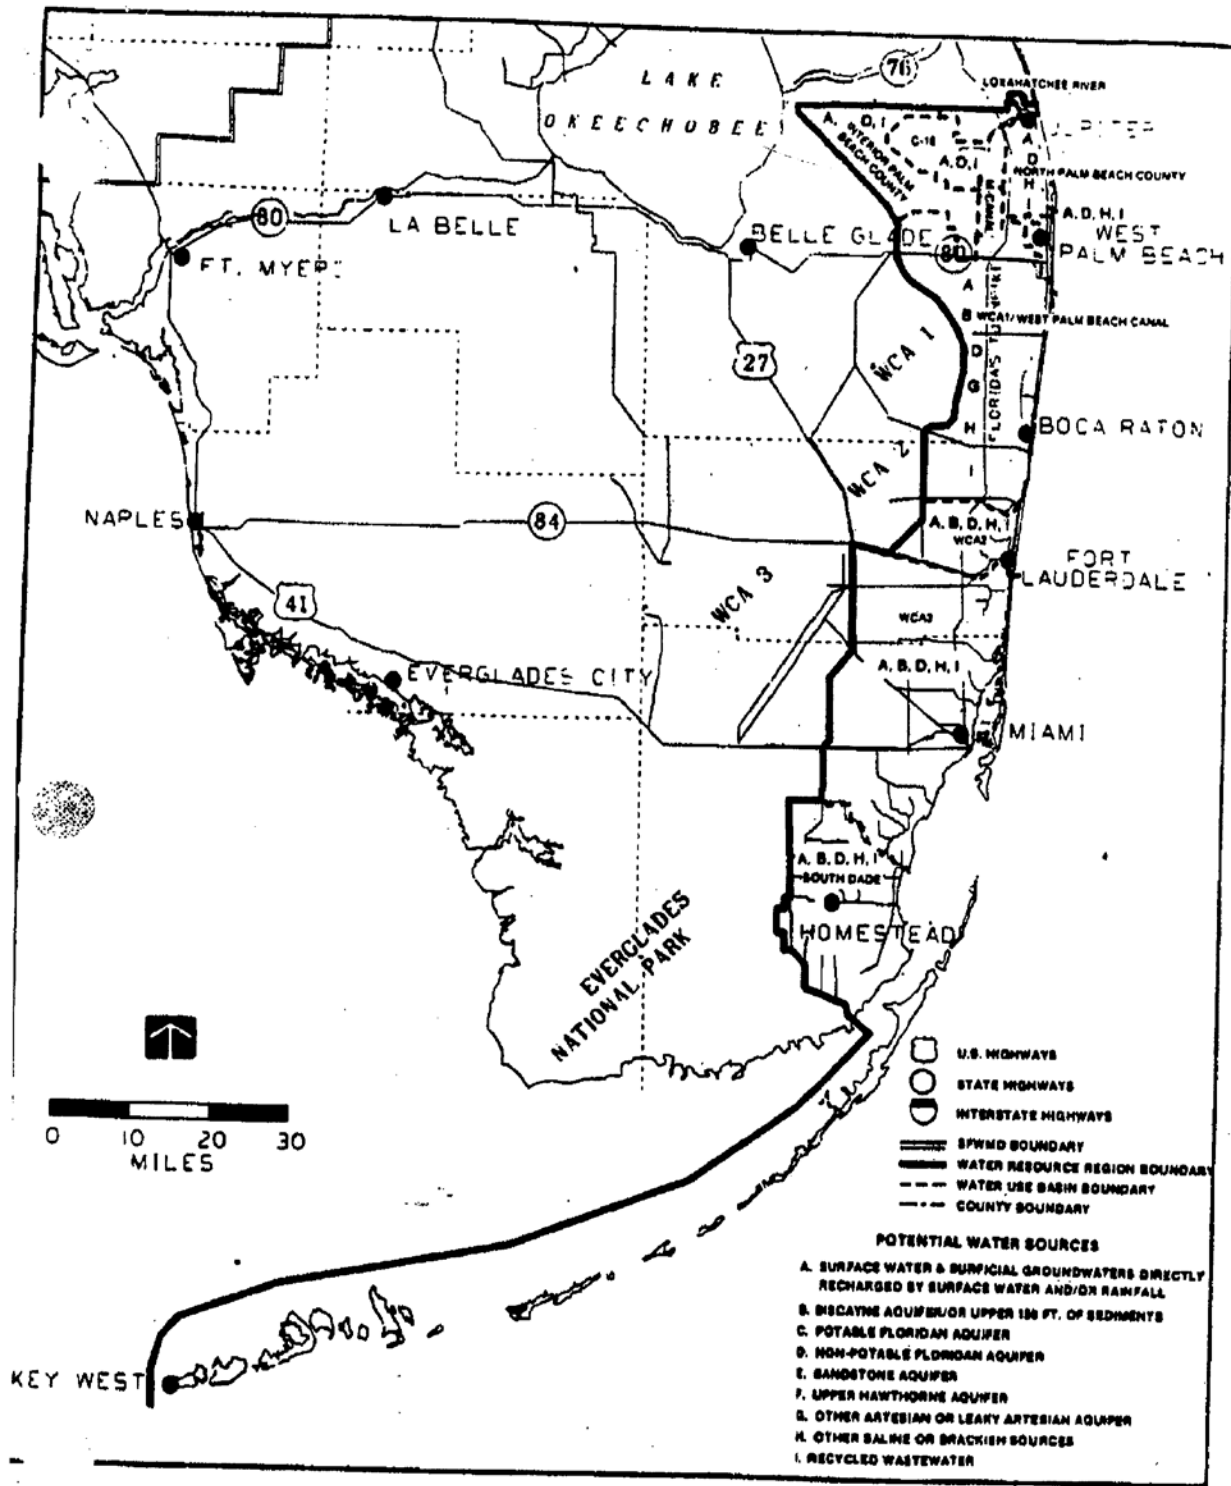 LAKE
OKEECHOBEE
76
LOXAHATCHEE RIVER
JUPITER
A,
D, I
C-18
INTERIOR PALM
BEACH COUNTY
A, D, I
A
D
H
I
NORTH PALM BEACH COUNTY
A, D, H, I
WEST
PALM BEACH
80
LA BELLE
FT. MYERS
BELLE GLADE
80
A
B
WCA1/WEST PALM BEACH CANAL
D
G
H
I
FLORIDA'S TURNPIKE
27
WCA 1
BOCA RATON
WCA 2
NAPLES
84
A, B, D, H, I
WCA2
FORT
LAUDERDALE
41
WCA 3
WCA3
EVERGLADES CITY
A, B, D, H, I
MIAMI
A, B, D, H, I
SOUTH DADE
HOMESTEAD
EVERGLADES
NATIONAL PARK
0 10 20 30
MILES
KEY WEST
U.S. HIGHWAYS
STATE HIGHWAYS
INTERSTATE HIGHWAYS
SFWMD BOUNDARY
WATER RESOURCE REGION BOUNDARY
WATER USE BASIN BOUNDARY
COUNTY BOUNDARY
POTENTIAL WATER SOURCES
A. SURFACE WATER & SURFICIAL GROUNDWATERS DIRECTLY
RECHARGED BY SURFACE WATER AND/OR RAINFALL
B. BISCAYNE AQUIFER/OR UPPER 150 FT. OF SEDIMENTS
C. POTABLE FLORIDAN AQUIFER
D. NON-POTABLE FLORIDAN AQUIFER
E. SANDSTONE AQUIFER
F. UPPER HAWTHORNE AQUIFER
G. OTHER ARTESIAN OR LEAKY ARTESIAN AQUIFER
H. OTHER SALINE OR BRACKISH SOURCES
I. RECYCLED WASTEWATER